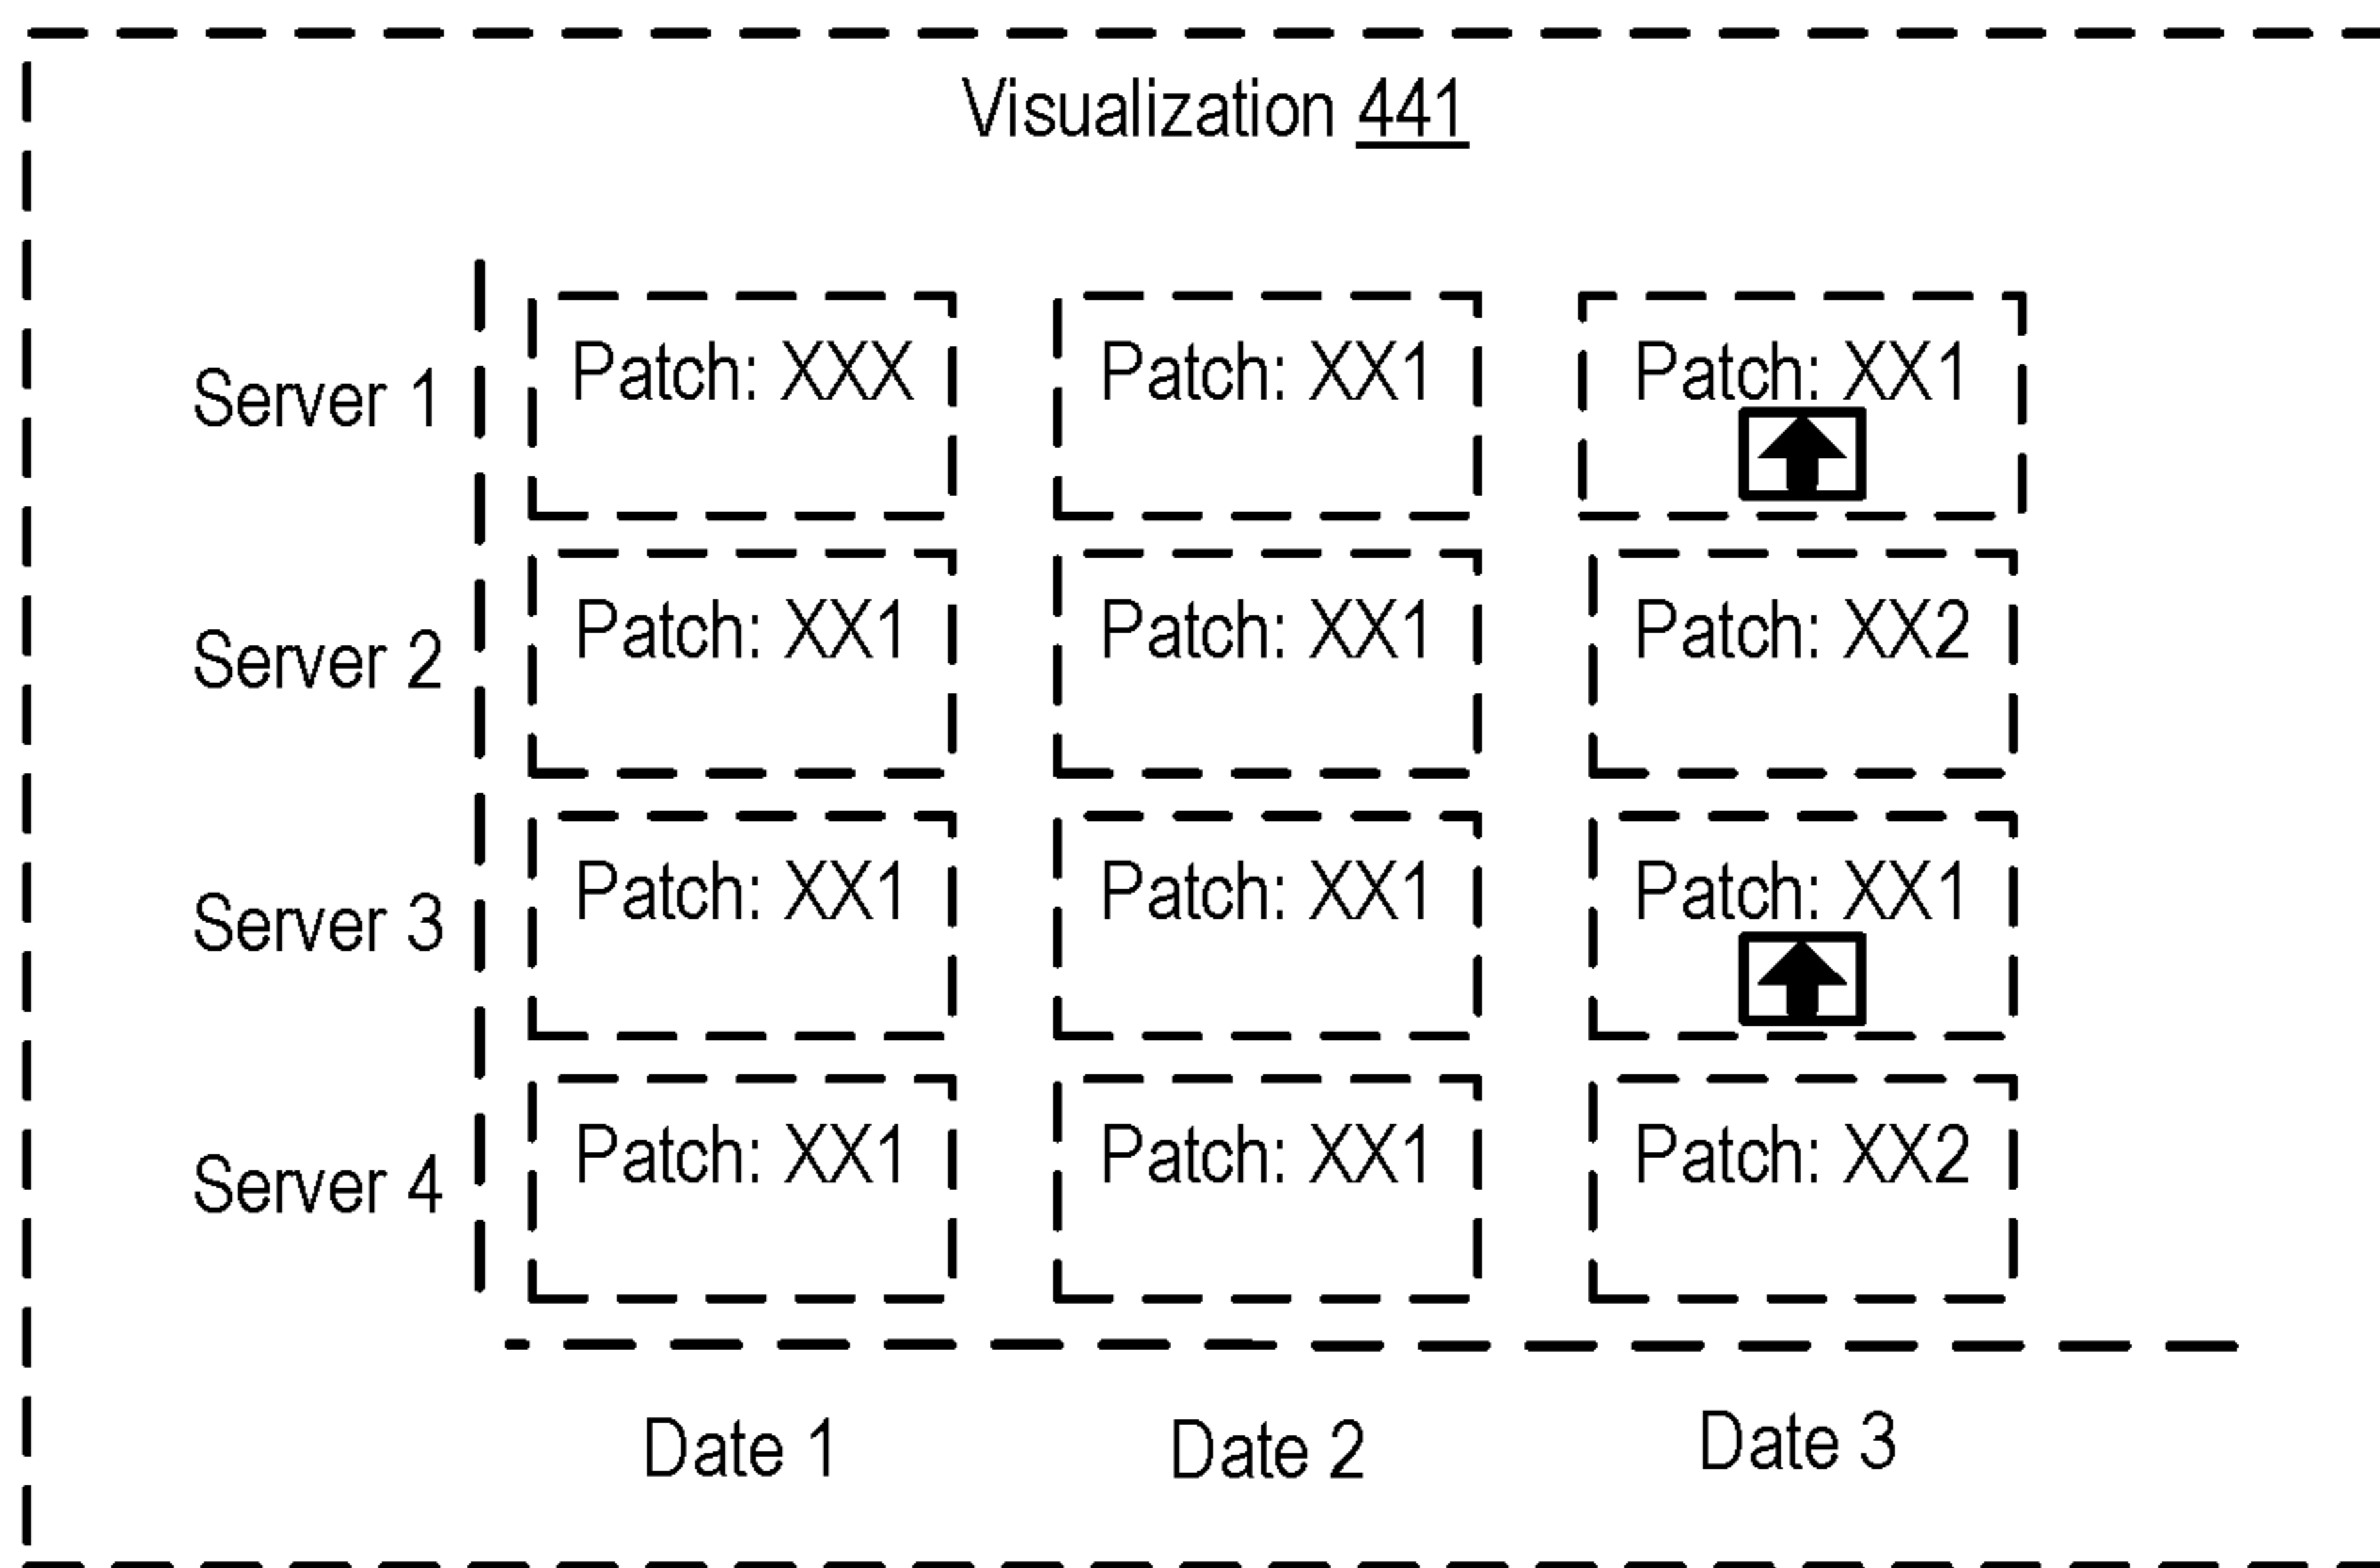 Visualization 441
Server 1 Patch: XXX Patch: XX1 Patch: XX1
Server 2 Patch: XX1 Patch: XX1 Patch: XX2
Server 3 Patch: XX1 Patch: XX1 Patch: XX1
Server 4 Patch: XX1 Patch: XX1 Patch: XX2
Date 1 Date 2 Date 3